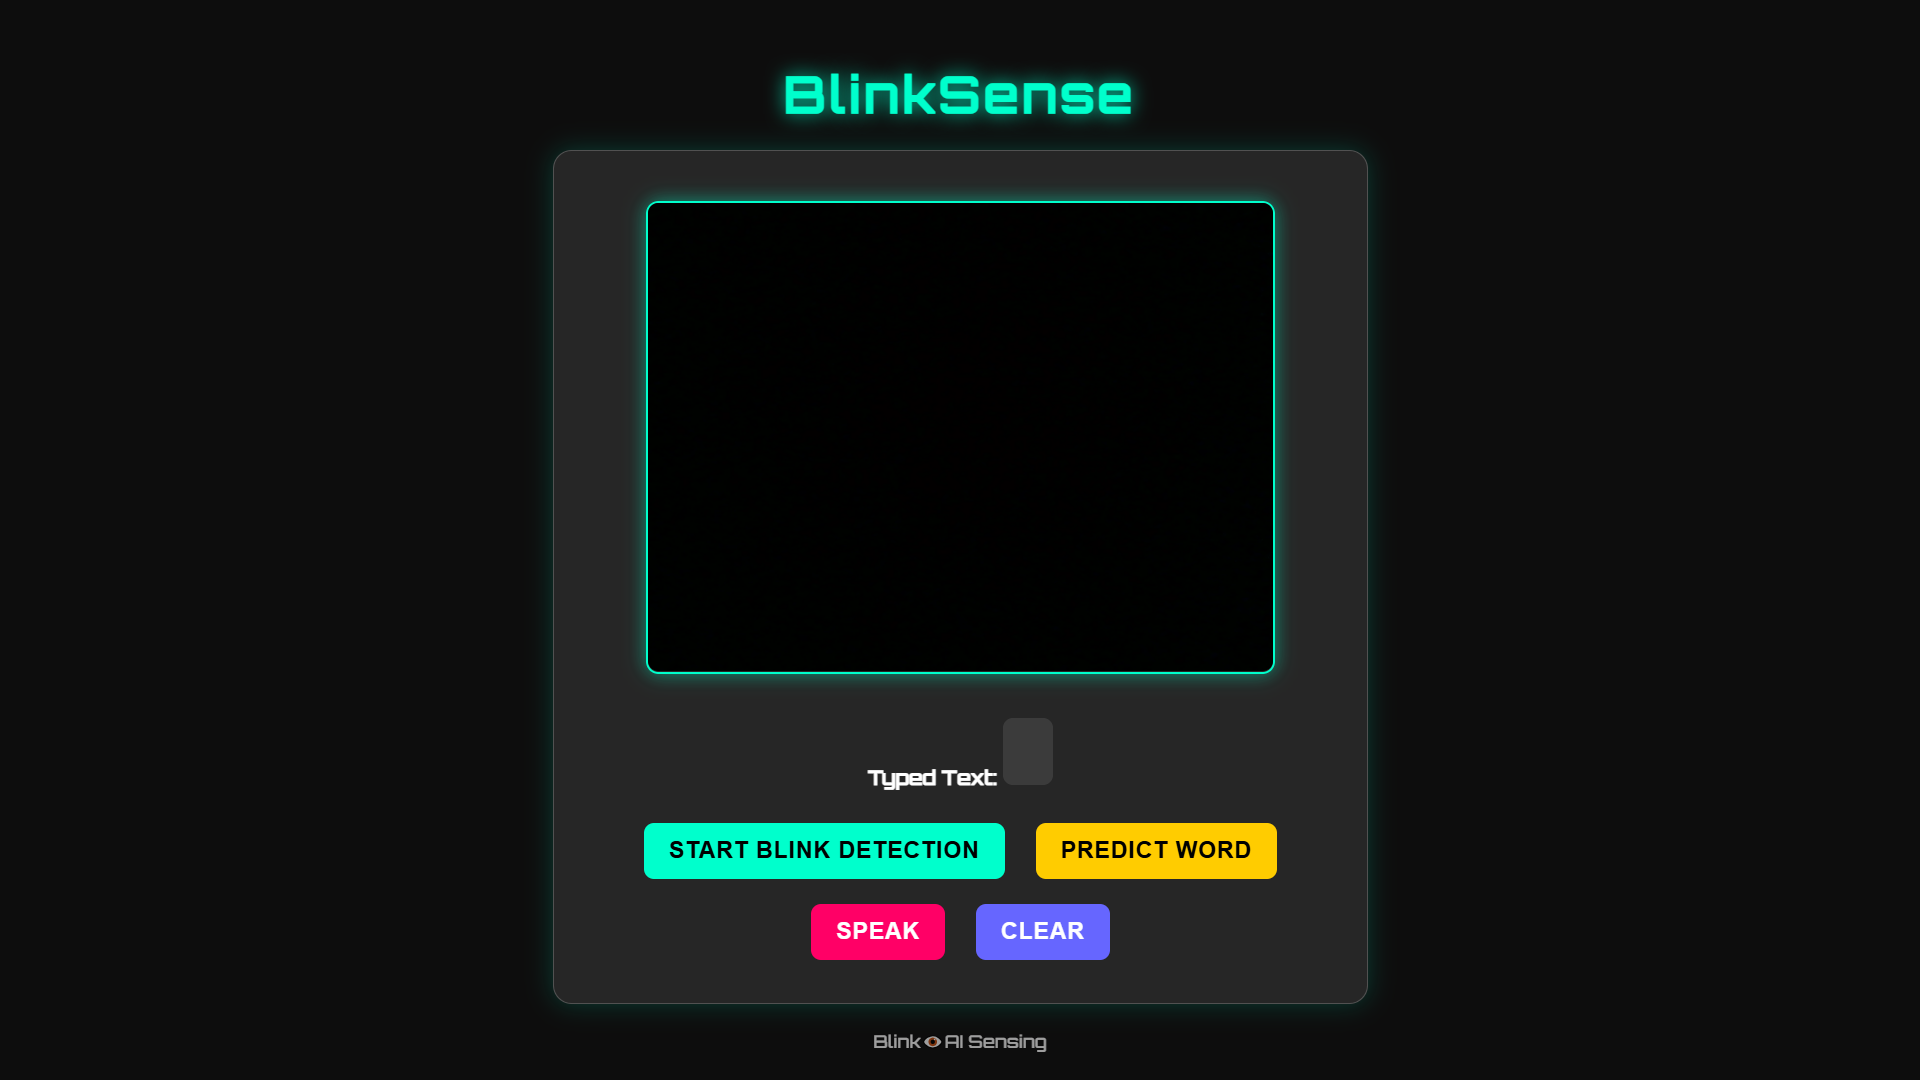 BlinkSense
Typed Text:
START BLINK DETECTION
PREDICT WORD
SPEAK
CLEAR
Blink👁AI Sensing